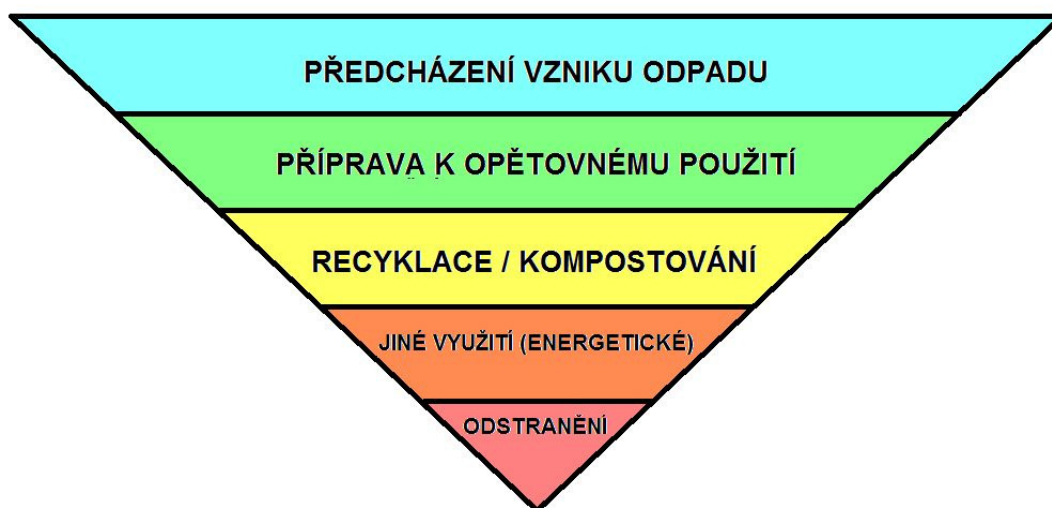 PŘEDCHÁZENÍ VZNIKU ODPADU
PŘÍPRAVA K OPĚTOVNÉMU POUŽITÍ
RECYKLACE / KOMPOSTOVÁNÍ
JINÉ VYUŽITÍ (ENERGETICKÉ)
ODSTRANĚNÍ